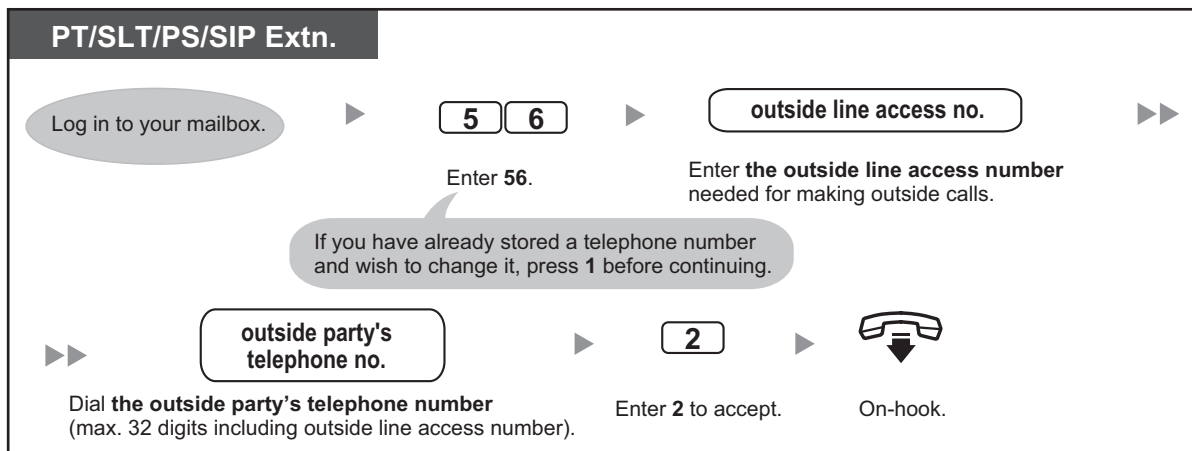 PT/SLT/PS/SIP Extn.
Log in to your mailbox.
5 6
outside line access no.
Enter 56.
Enter the outside line access number
needed for making outside calls.
If you have already stored a telephone number
and wish to change it, press 1 before continuing.
outside party's
telephone no.
2
Dial the outside party's telephone number
(max. 32 digits including outside line access number).
Enter 2 to accept.
On-hook.